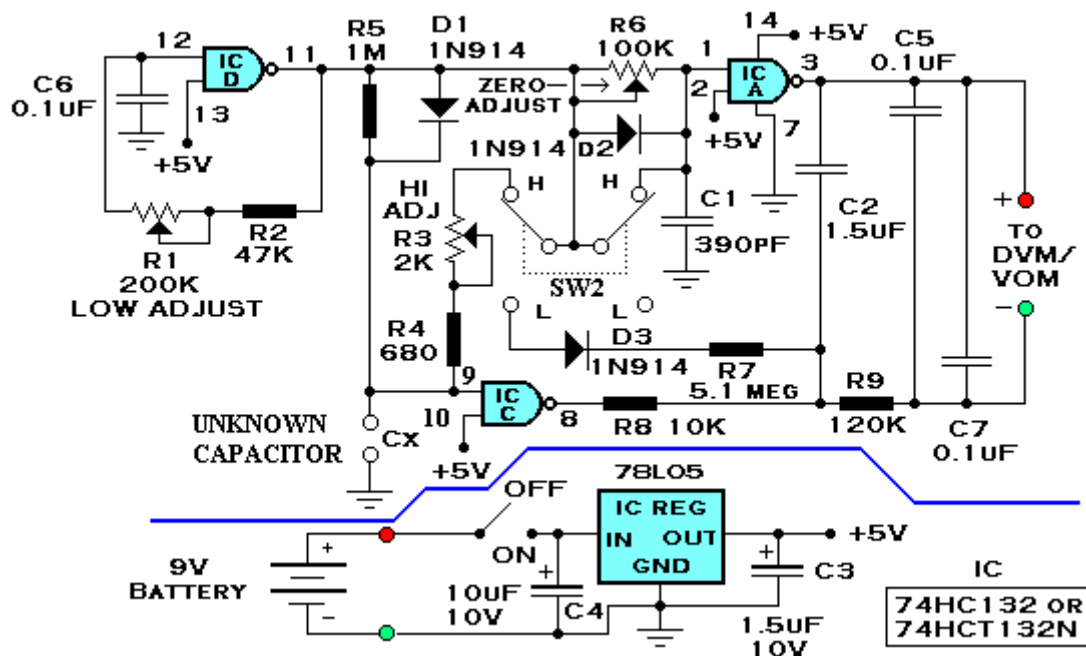 12
IC
D
11
C6
0.1uF
13
+5V
R1
200K
LOW ADJUST
R2
47K
R5
1M
D1
1N914
ZERO
ADJUST
R6
100K
1N914 D2
H
H
HI
ADJ
R3
2K
SW2
L
L
R4
680
D3
1N914
R7
5.1 MEG
C1
390pF
1
2
+5V
IC
A
14
+5V
3
7
C5
0.1uF
C2
1.5uF
+
TO
DVM/
VOM
-
R9
120K
C7
0.1uF
9
10
IC
C
8
R8 10K
+5V
UNKNOWN
CAPACITOR
Cx
9V
BATTERY
+
-
OFF
ON
78L05
IC REG
IN OUT
GND
+
10uF
10V
C4
+5V
+
C3
1.5uF
10V
IC
74HC132 OR
74HCT132N